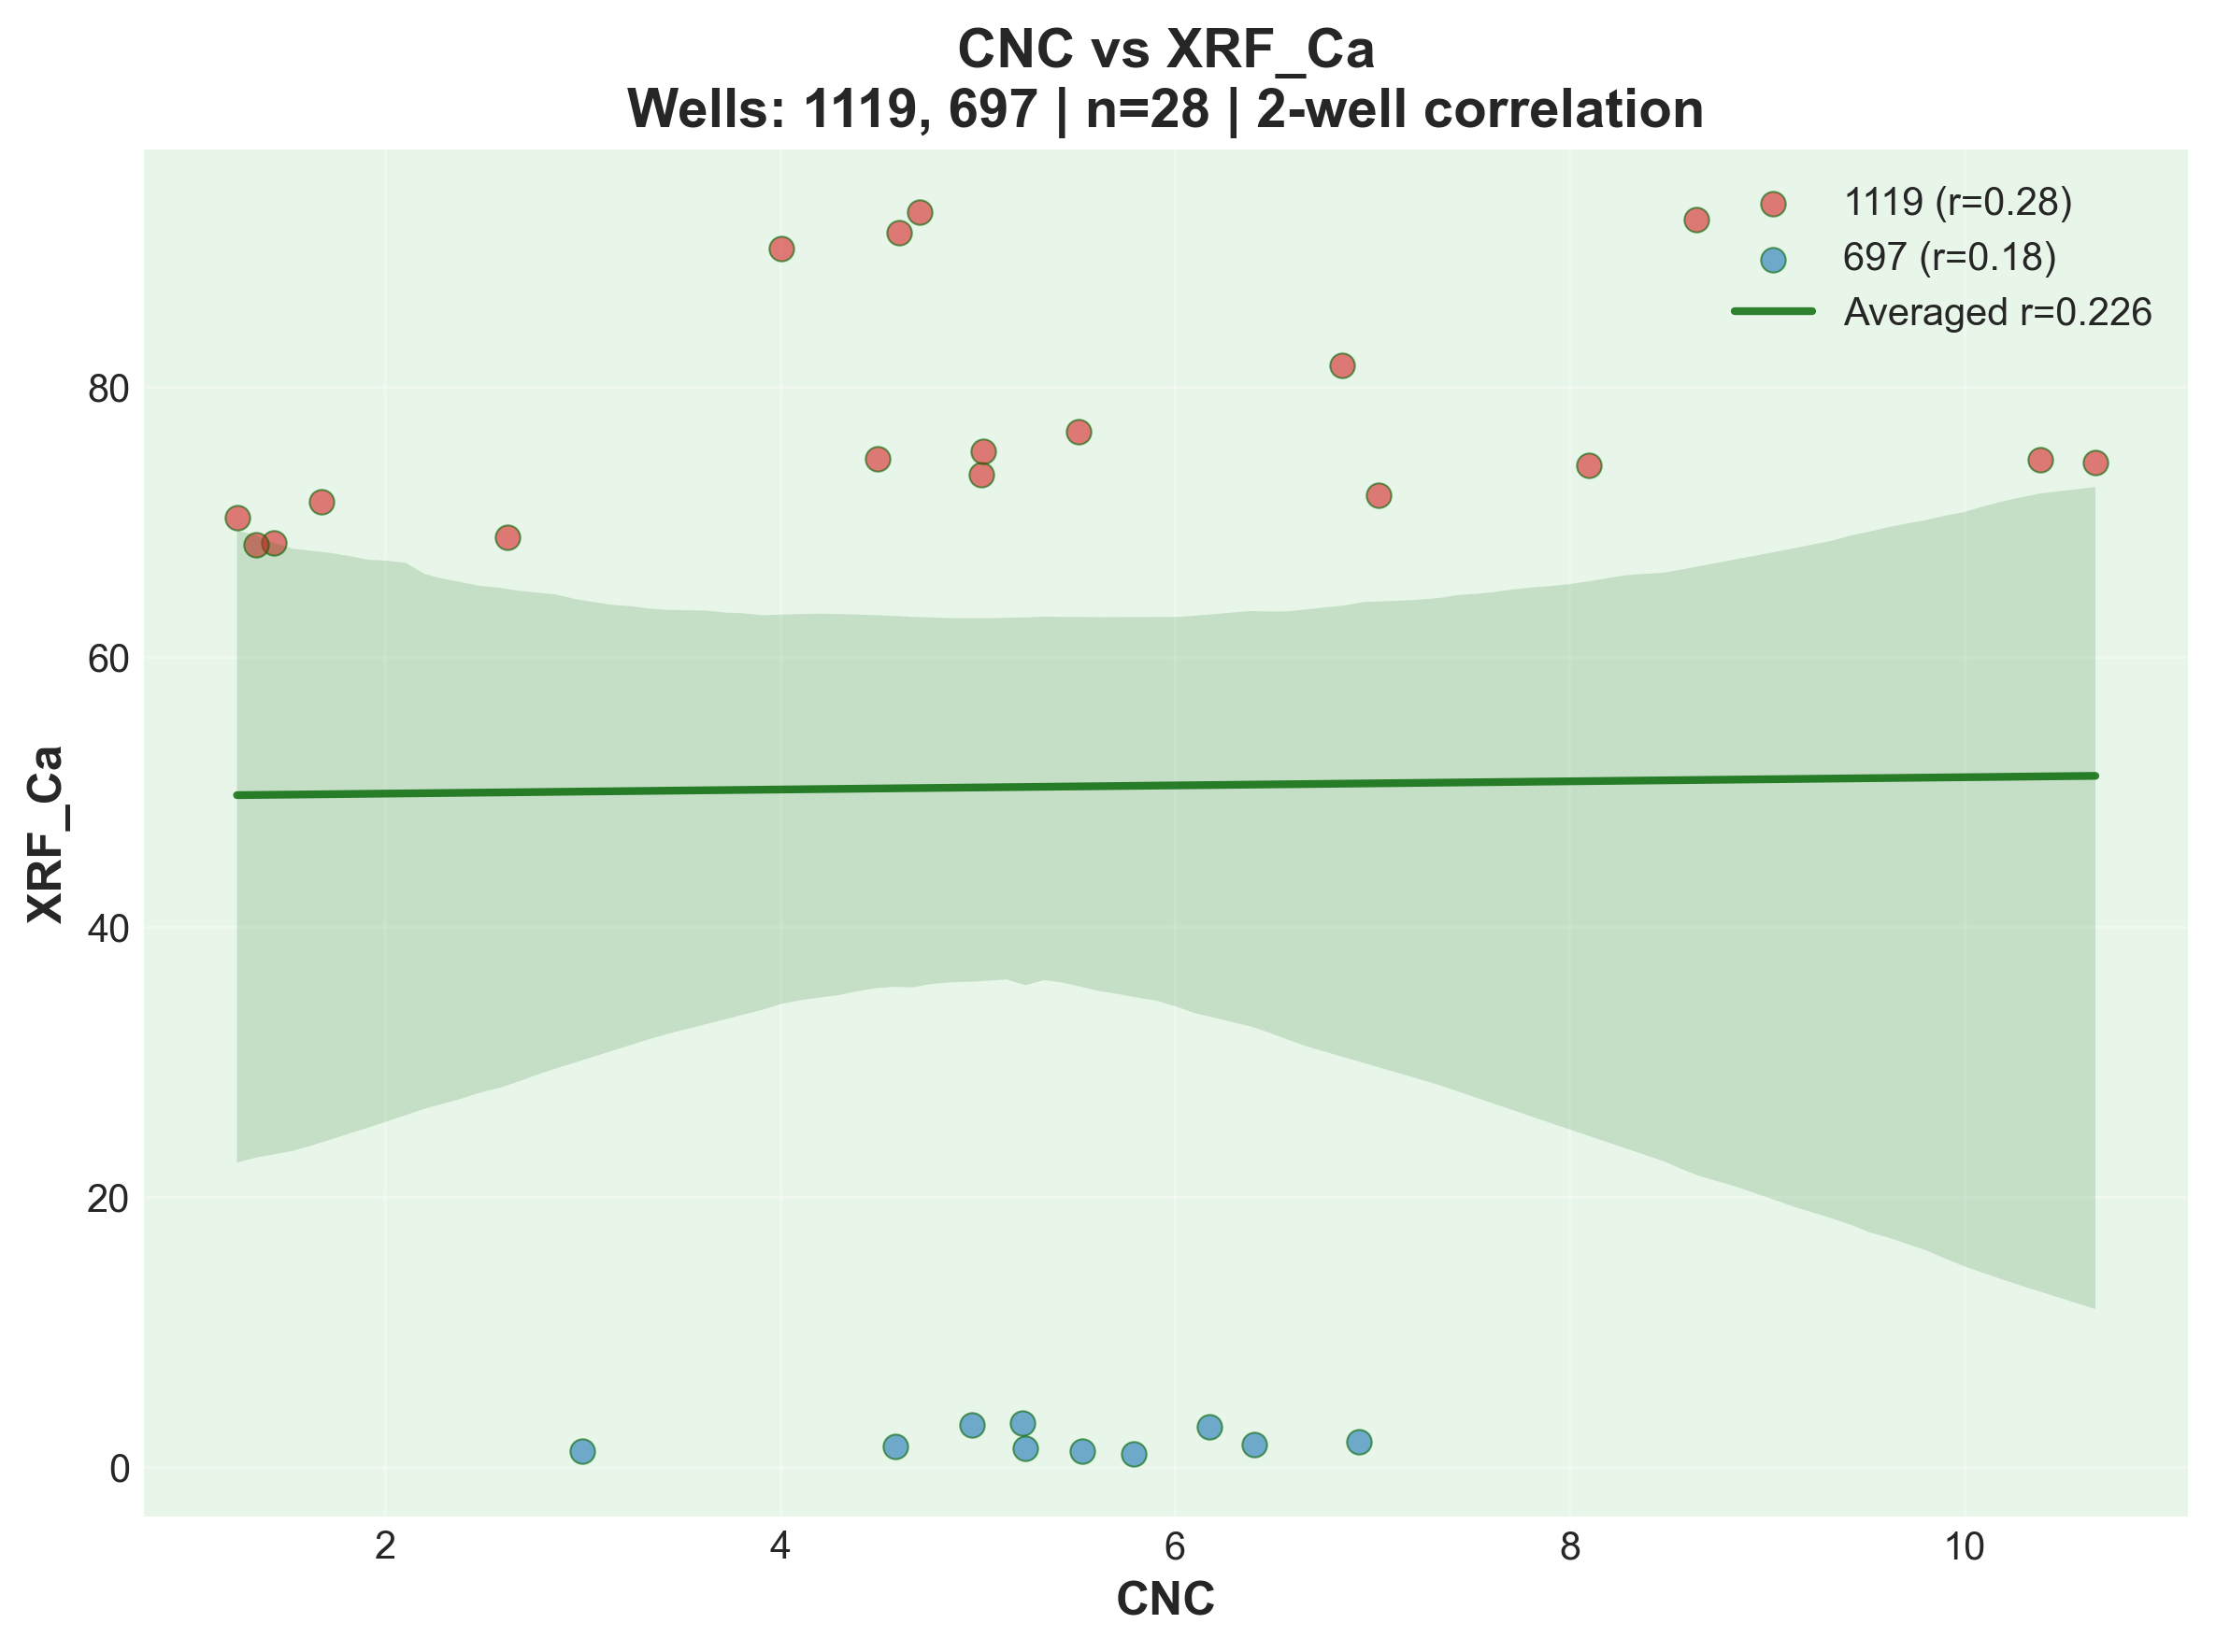 CNC vs XRF_Ca
Wells: 1119, 697 | n=28 | 2-well correlation
1119 (r=0.28)
697 (r=0.18)
Averaged r=0.226
80
60
40
20
0
XRF_Ca
2
4
6
8
10
CNC